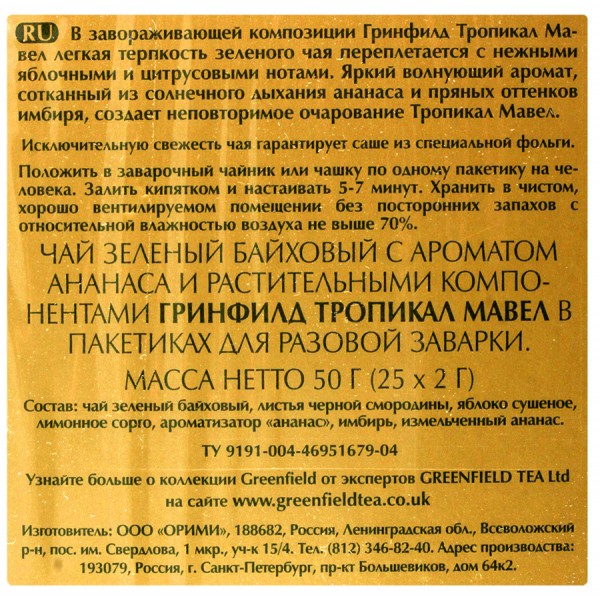 RU В завораживающей композиции Гринфилд Тропикал Ма-
вел легкая терпкость зеленого чая переплетается с нежными
яблочными и цитрусовыми нотами. Яркий волнующий аромат,
сотканный из солнечного дыхания ананаса и пряных оттенков
имбиря, создает неповторимое очарование Тропикал Мавел.
Исключительную свежесть чая гарантирует саше из специальной фольги.
Положить в заварочный чайник или чашку по одному пакетику на че-
ловека. Залить кипятком и настаивать 5-7 минут. Хранить в чистом,
хорошо вентилируемом помещении без посторонних запахов с
относительной влажностью воздуха не выше 70%.
ЧАЙ ЗЕЛЕНЫЙ БАЙХОВЫЙ С АРОМАТОМ
АНАНАСА И РАСТИТЕЛЬНЫМИ КОМПО-
НЕНТАМИ ГРИНФИЛД ТРОПИКАЛ МАВЕЛ В
ПАКЕТИКАХ ДЛЯ РАЗОВОЙ ЗАВАРКИ.
МАССА НЕТТО 50 Г (25 х 2 Г)
Состав: чай зеленый байховый, листья черной смородины, яблоко сушеное,
лимонное сорго, ароматизатор «ананас», имбирь, измельченный ананас.
ТУ 9191-004-46951679-04
Узнайте больше о коллекции Greenfield от экспертов GREENFIELD TEA Ltd
на сайте www.greenfieldtea.co.uk
Изготовитель: ООО «ОРИМИ», 188682, Россия, Ленинградская обл., Всеволожский
р-н, пос. им. Свердлова, 1 мкр., уч-к 15/4. Тел. (812) 346-82-40. Адрес производства:
193079, Россия, г. Санкт-Петербург, пр-кт Большевиков, дом 64к2.